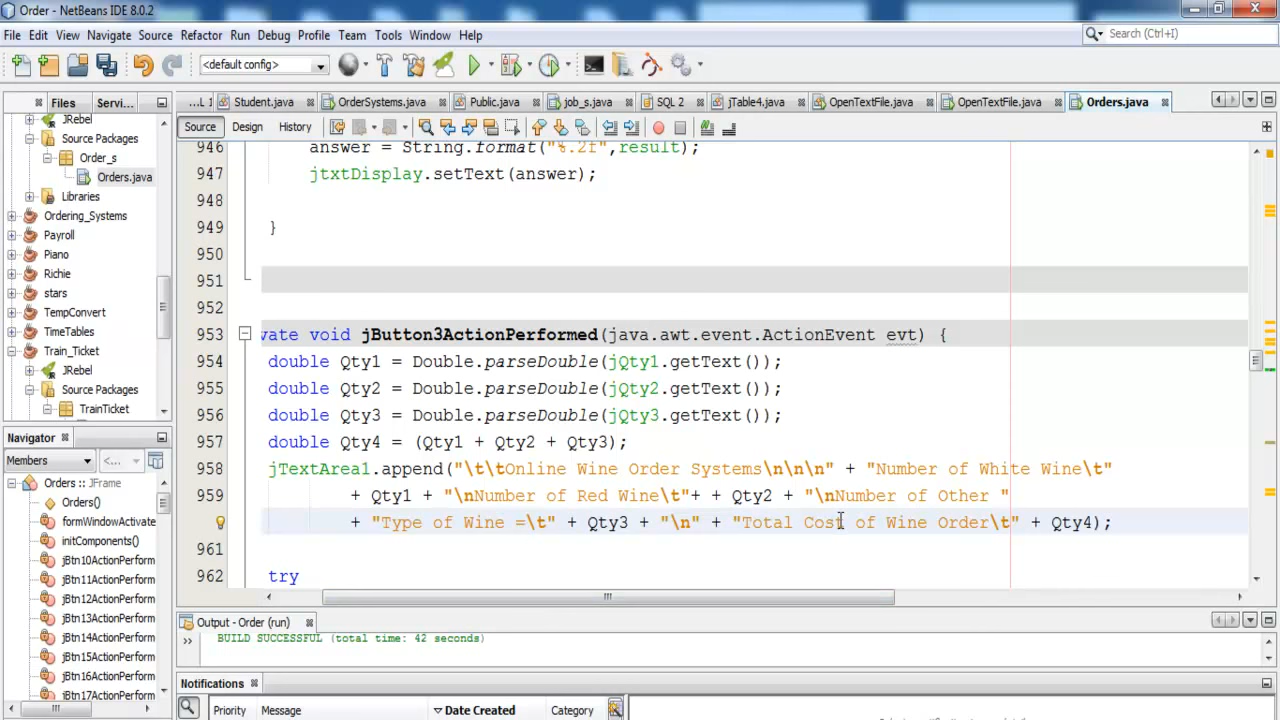 Order - NetBeans IDE 8.0.2
File Edit View Navigate Source Refactor Run Debug Profile Team Tools Window Help
Search (Ctrl+I)
<default config>
Files Servi...
...L 1 Student.java OrderSystems.java Public.java job_s.java SQL 2 jTable4.java OpenTextFile.java OpenTextFile.java Orders.java
Source Design History
JRebel
Source Packages
Order_s
Orders.java
Libraries
Ordering_Systems
Payroll
Piano
Richie
stars
TempConvert
TimeTables
Train_Ticket
JRebel
Source Packages
TrainTicket
Navigator
Members
<...
Orders :: JFrame
Orders()
formWindowActivate
initComponents()
jBtn10ActionPerform
jBtn11ActionPerform
jBtn12ActionPerform
jBtn13ActionPerform
jBtn14ActionPerform
jBtn15ActionPerform
jBtn16ActionPerform
jBtn17ActionPerform
946 answer = String.format("%.2f",result);
947 jtxtDisplay.setText(answer);
948
949 }
950
951
952
953 vate void jButton3ActionPerformed(java.awt.event.ActionEvent evt) {
954 double Qty1 = Double.parseDouble(jQty1.getText());
955 double Qty2 = Double.parseDouble(jQty2.getText());
956 double Qty3 = Double.parseDouble(jQty3.getText());
957 double Qty4 = (Qty1 + Qty2 + Qty3);
958 jTextArea1.append("\t\tOnline Wine Order Systems\n\n\n" + "Number of White Wine\t"
959 + Qty1 + "\nNumber of Red Wine\t"+ + Qty2 + "\nNumber of Other "
+ "Type of Wine =\t" + Qty3 + "\n" + "Total Cost of Wine Order\t" + Qty4);
961
962 try
Output - Order (run)
BUILD SUCCESSFUL (total time: 42 seconds)
Notifications
Priority Message Date Created Category